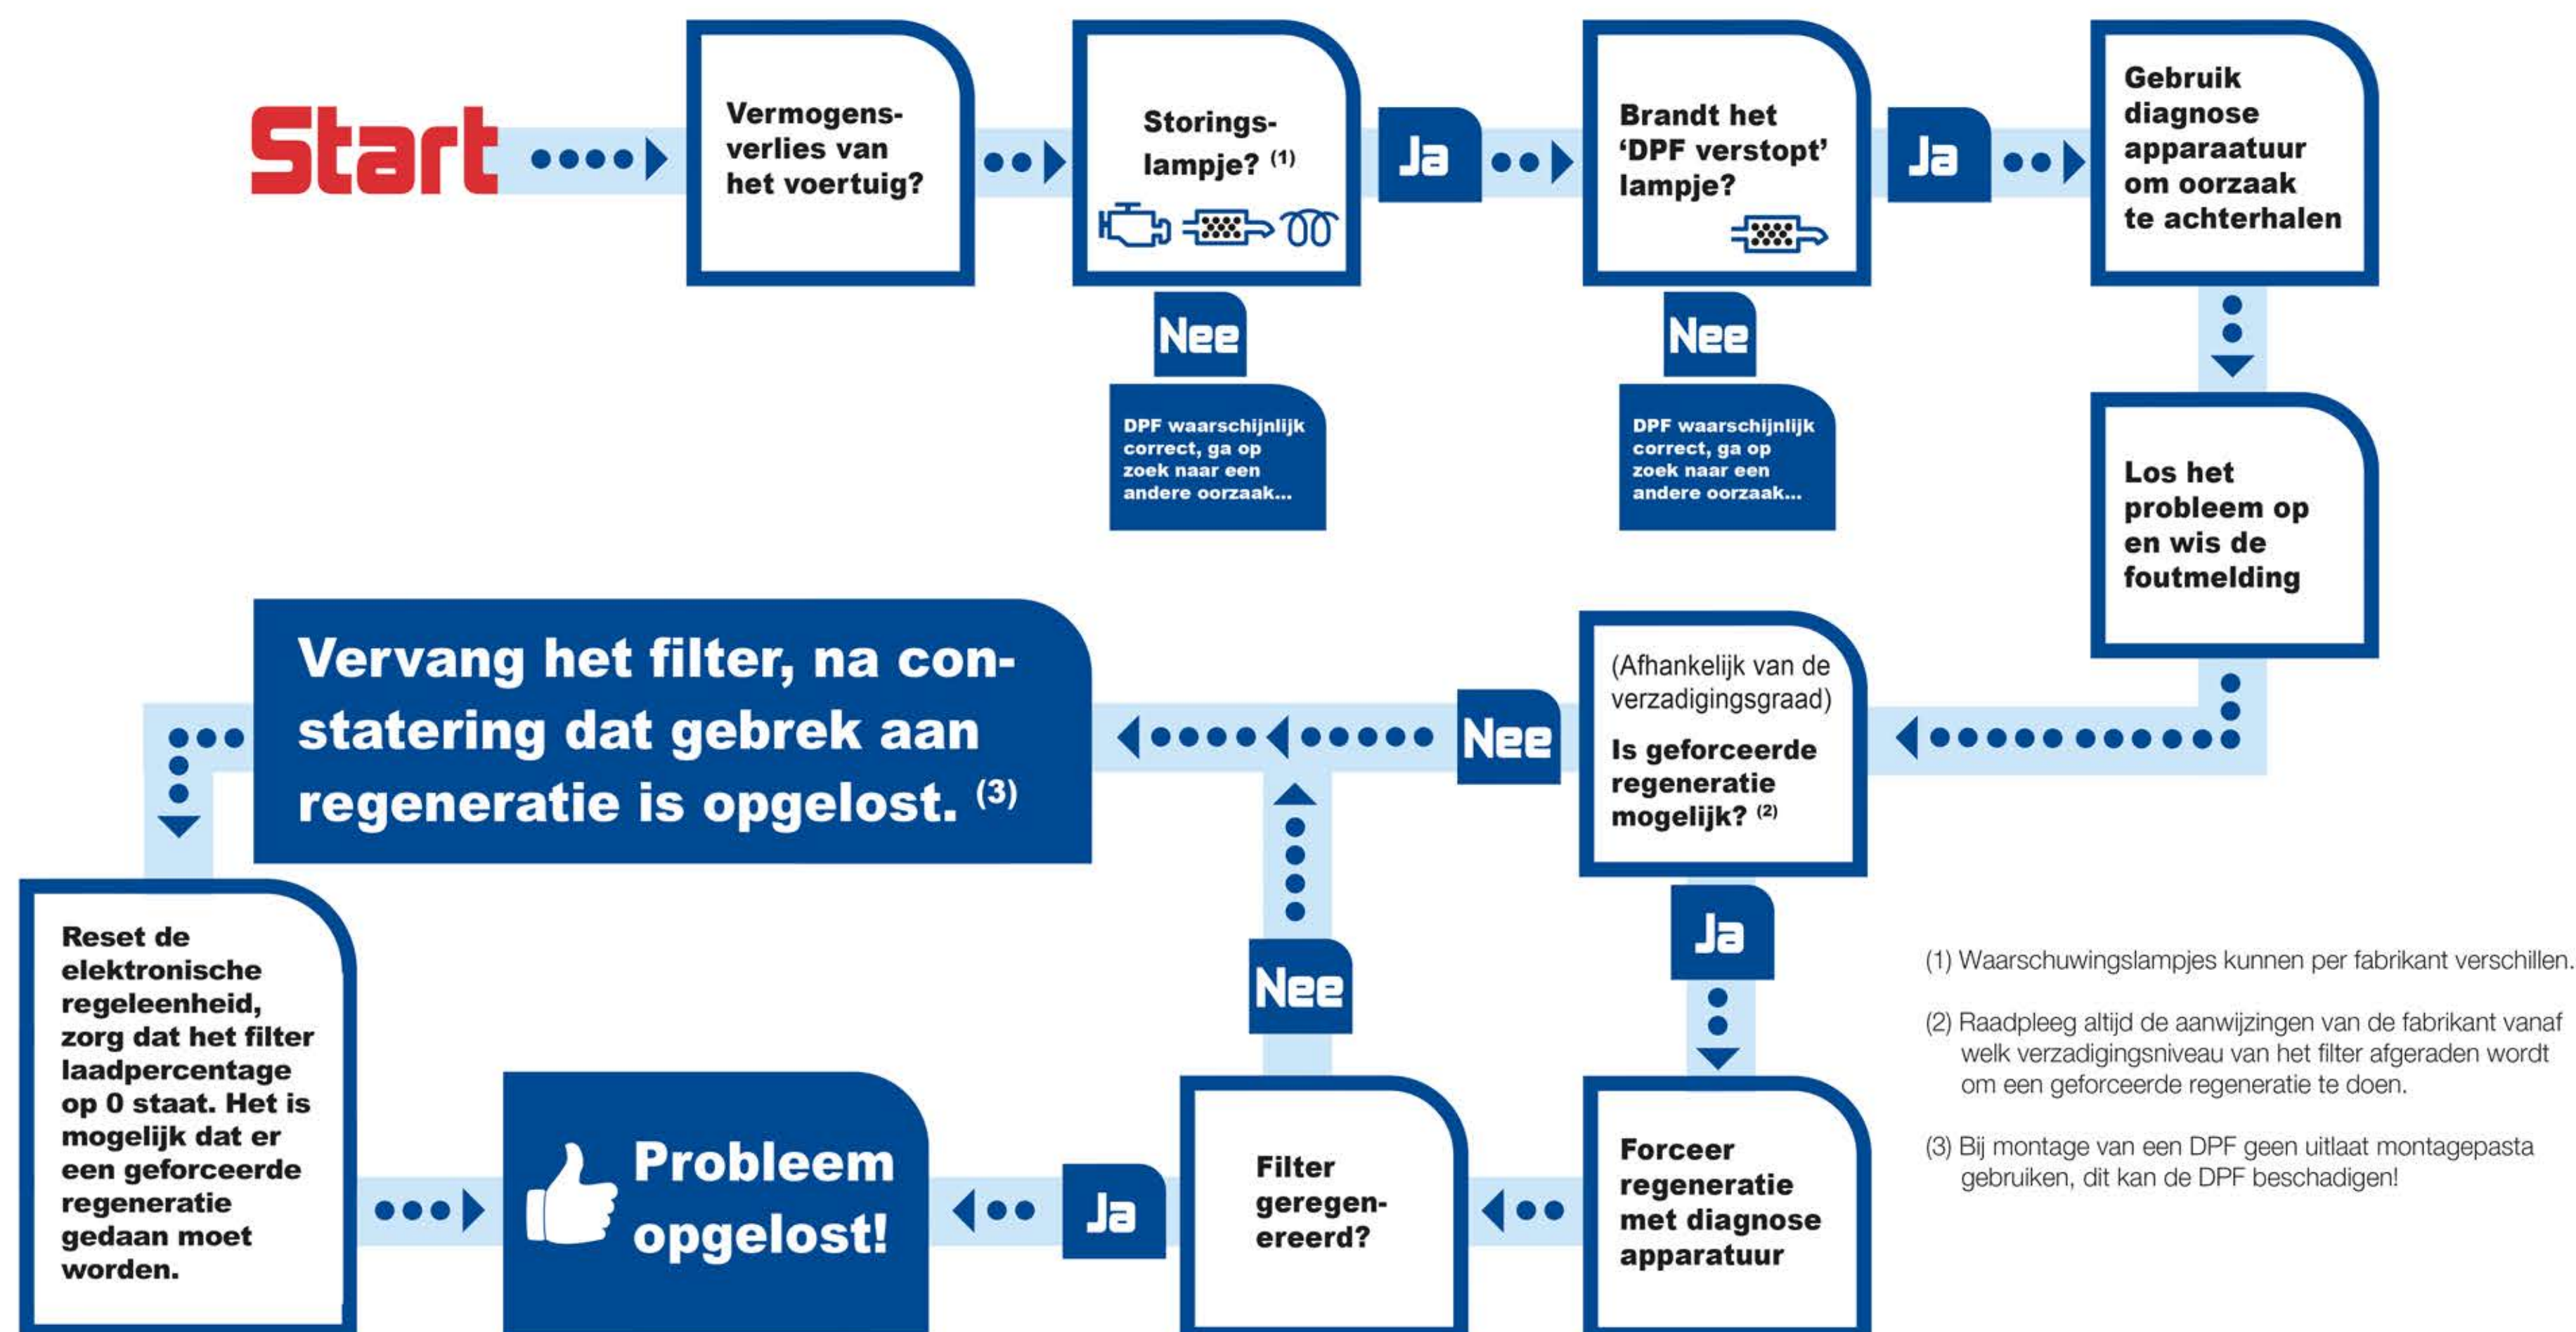 Start
Vermogens-
verlies van
het voertuig?
Storings-
lampje? (1)
Ja
Brandt het
‘DPF verstopt’
lampje?
Ja
Gebruik
diagnose
apparaatuur
om oorzaak
te achterhalen
Nee
DPF waarschijnlijk
correct, ga op
zoek naar een
andere oorzaak...
Nee
DPF waarschijnlijk
correct, ga op
zoek naar een
andere oorzaak...
Los het
probleem op
en wis de
foutmelding
(Afhankelijk van de
verzadigingsgraad)
Is geforceerde
regeneratie
mogelijk? (2)
Nee
Vervang het filter, na con-
statering dat gebrek aan
regeneratie is opgelost. (3)
Ja
Forceer
regeneratie
met diagnose
apparatuur
Filter
geregen-
ereerd?
Nee
Ja
Probleem
opgelost!
Reset de
elektronische
regeleenheid,
zorg dat het filter
laadpercentage
op 0 staat. Het is
mogelijk dat er
een geforceerde
regeneratie
gedaan moet
worden.
(1) Waarschuwingslampjes kunnen per fabrikant verschillen.
(2) Raadpleeg altijd de aanwijzingen van de fabrikant vanaf
welk verzadigingsniveau van het filter afgeraden wordt
om een geforceerde regeneratie te doen.
(3) Bij montage van een DPF geen uitlaat montagepasta
gebruiken, dit kan de DPF beschadigen!